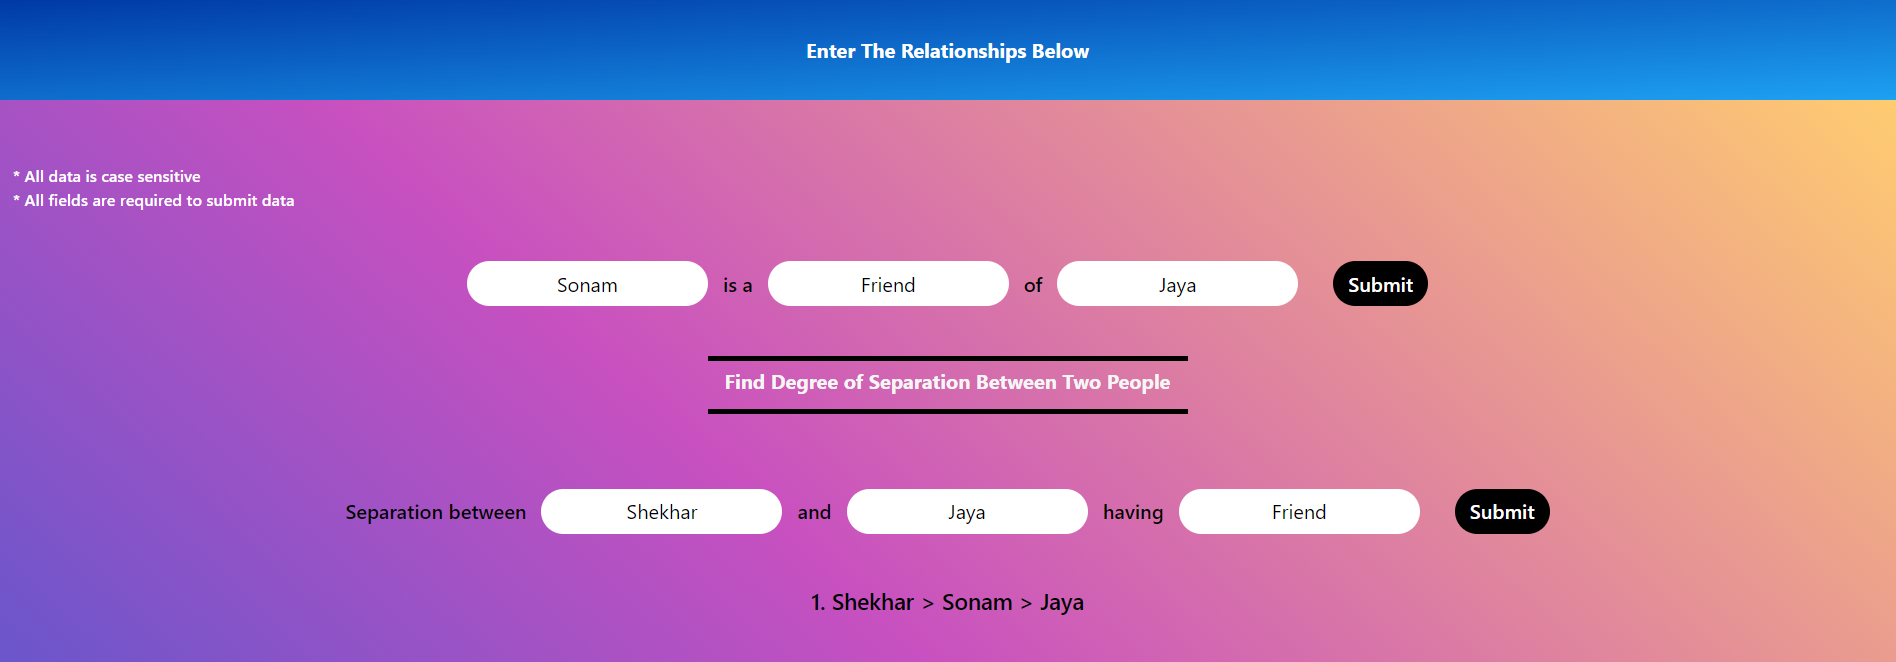 Enter The Relationships Below
* All data is case sensitive
* All fields are required to submit data
Sonam is a Friend of Jaya Submit
Find Degree of Separation Between Two People
Separation between Shekhar and Jaya having Friend Submit
1. Shekhar > Sonam > Jaya